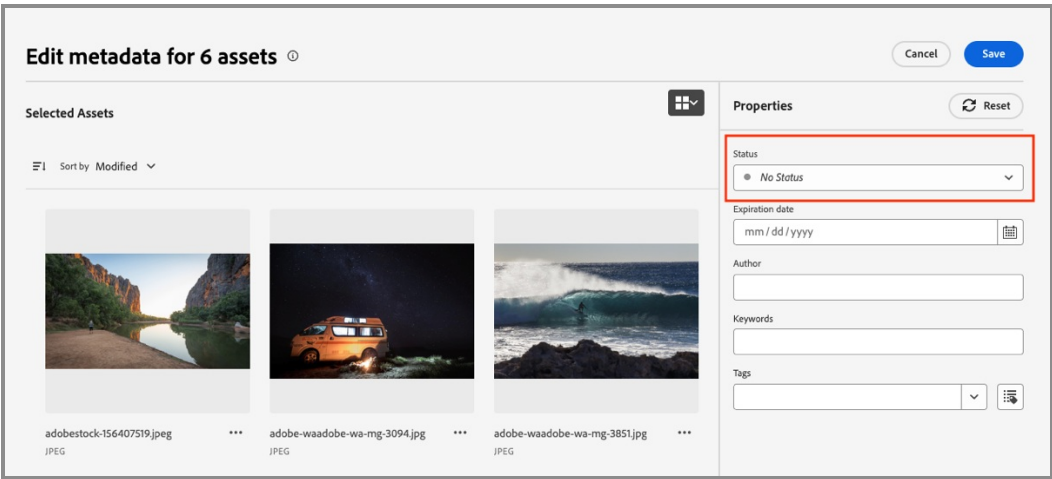 Edit metadata for 6 assets
Cancel
Save
Selected Assets
Properties
Reset
Sort by Modified
Status
No Status
Expiration date
mm / dd / yyyy
Author
Keywords
Tags
adobestock-156407519.jpeg
JPEG
adobe-waadobe-wa-mg-3094.jpg
JPEG
adobe-waadobe-wa-mg-3851.jpg
JPEG